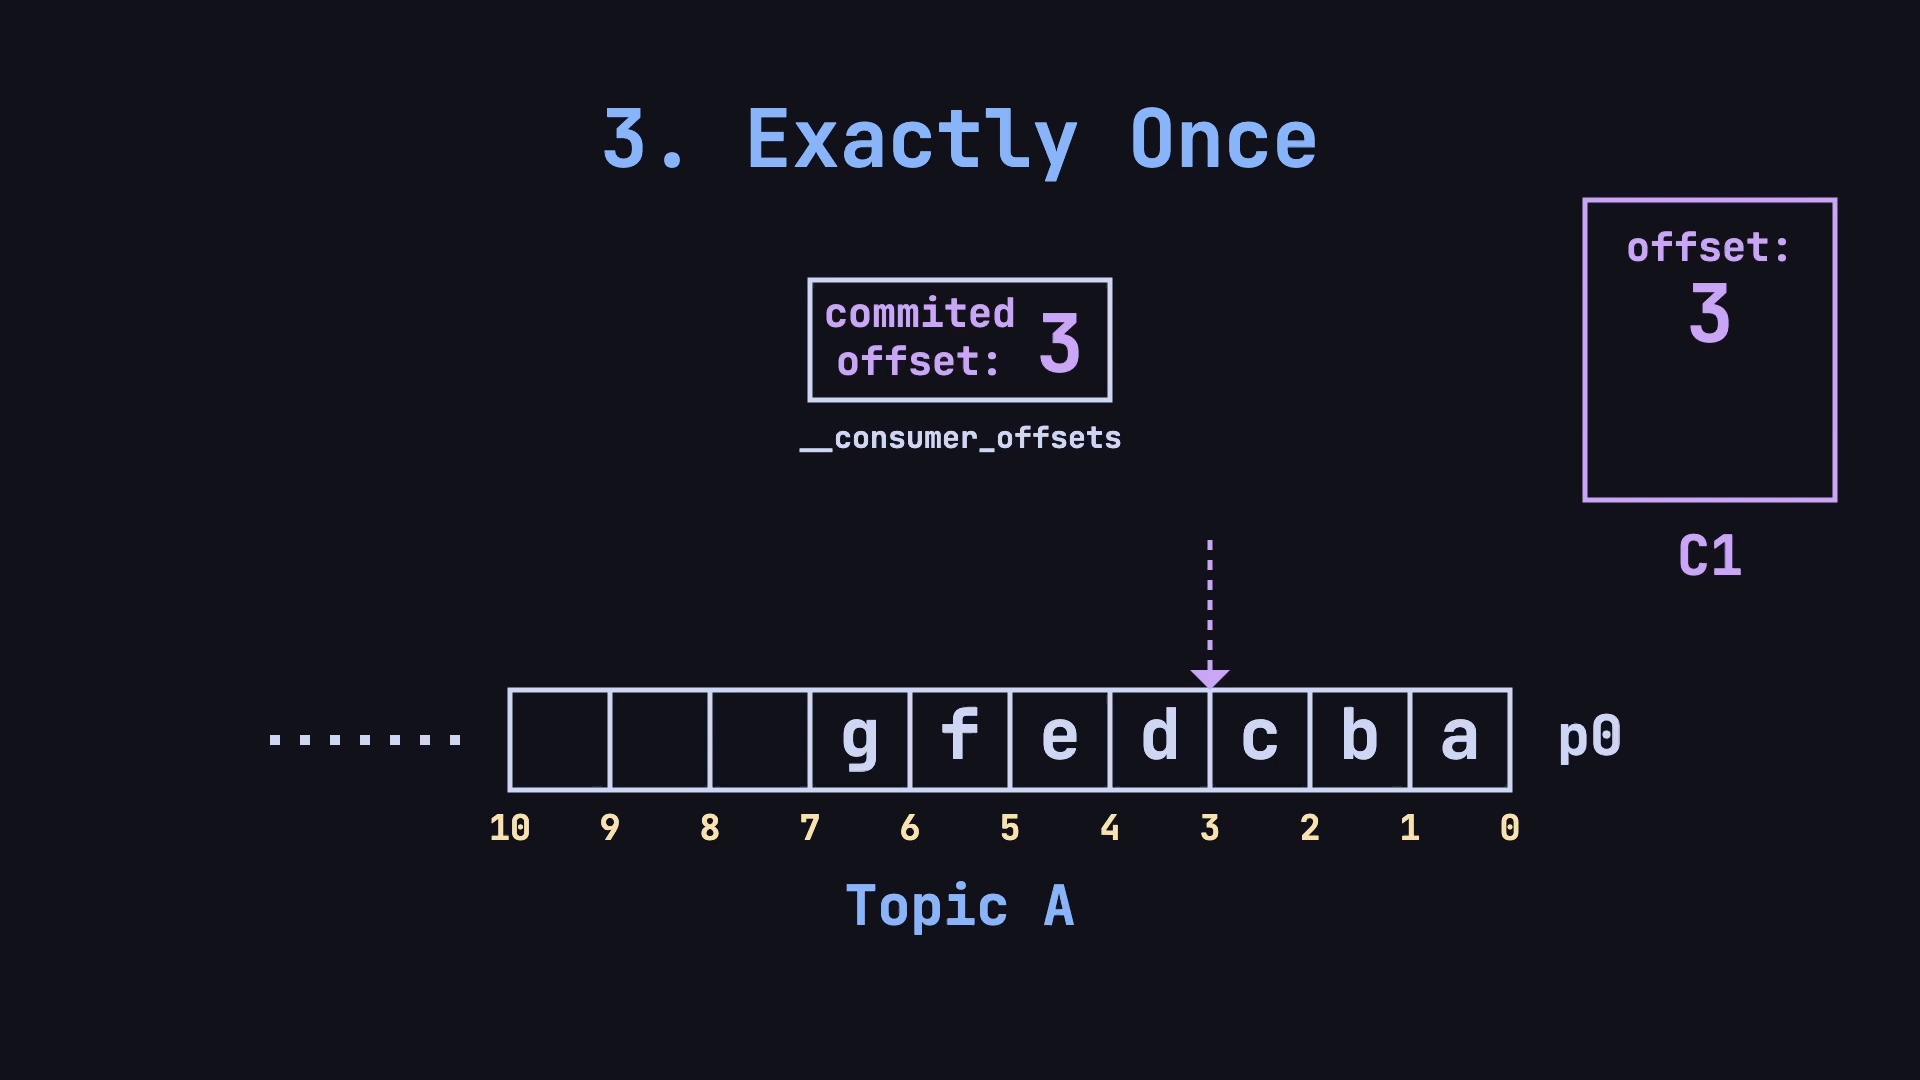 3. Exactly Once
offset:
3
commited
offset:
3
__consumer_offsets
C1
g f e d c b a
p0
10 9 8 7 6 5 4 3 2 1 0
Topic A